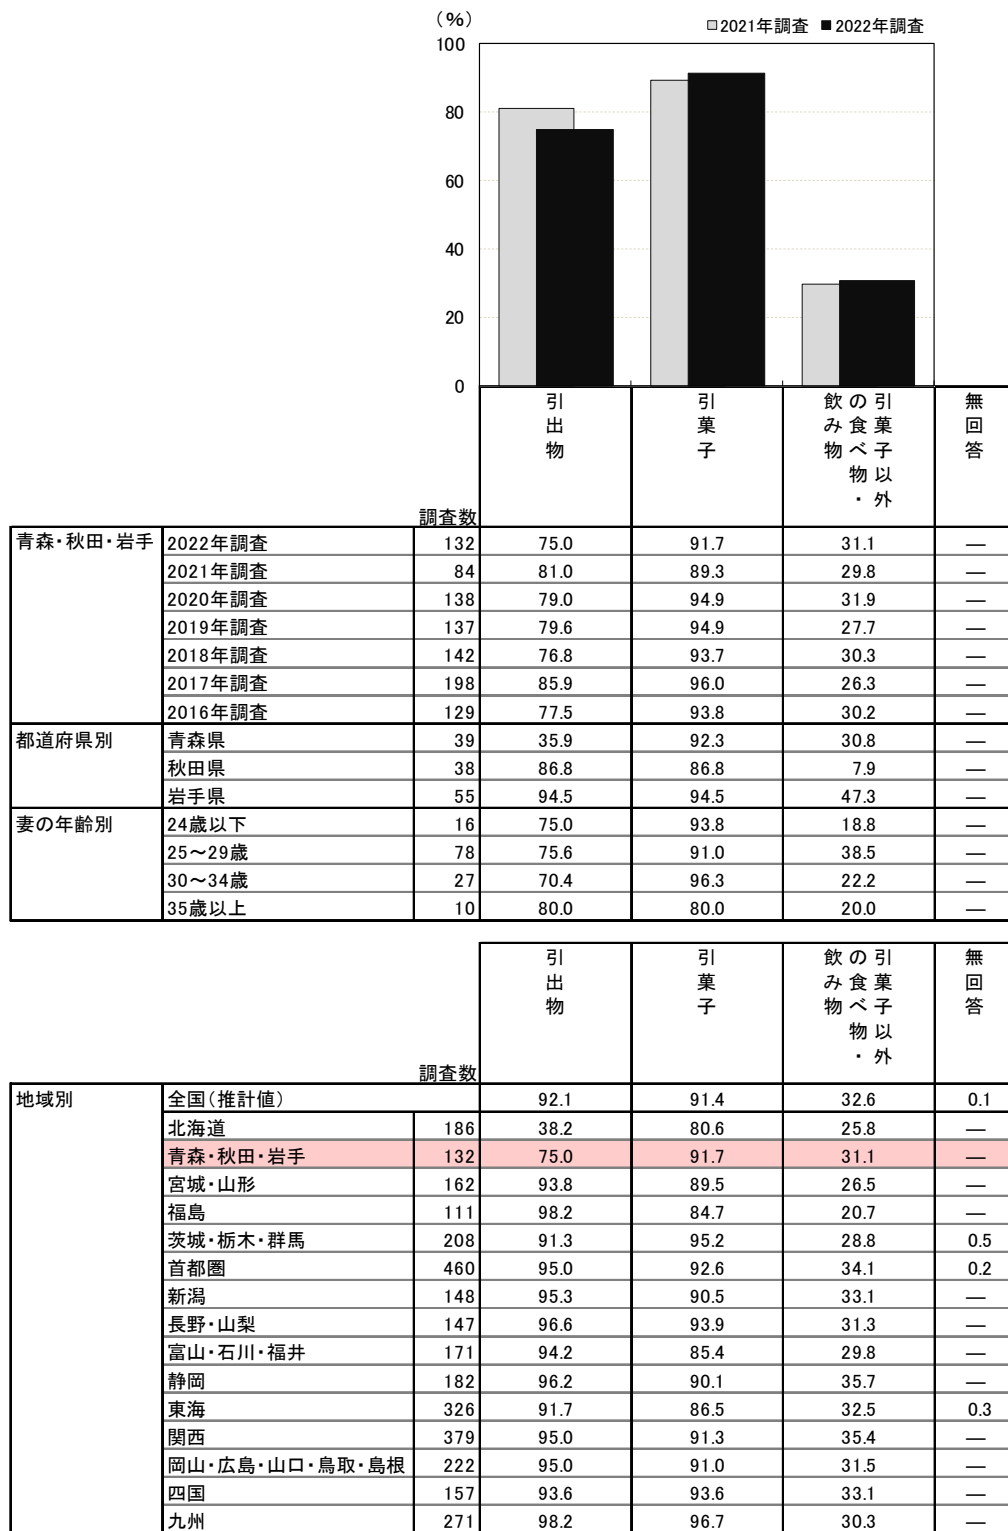 （％）
□2021年調査 ■2022年調査
100
80
60
40
20
0
調査数 引出物 引菓子 引菓子以外の食べ物・飲み物 無回答
青森・秋田・岩手 2022年調査 132 75.0 91.7 31.1 ―
2021年調査 84 81.0 89.3 29.8 ―
2020年調査 138 79.0 94.9 31.9 ―
2019年調査 137 79.6 94.9 27.7 ―
2018年調査 142 76.8 93.7 30.3 ―
2017年調査 198 85.9 96.0 26.3 ―
2016年調査 129 77.5 93.8 30.2 ―
都道府県別 青森県 39 35.9 92.3 30.8 ―
秋田県 38 86.8 86.8 7.9 ―
岩手県 55 94.5 94.5 47.3 ―
妻の年齢別 24歳以下 16 75.0 93.8 18.8 ―
25～29歳 78 75.6 91.0 38.5 ―
30～34歳 27 70.4 96.3 22.2 ―
35歳以上 10 80.0 80.0 20.0 ―
調査数 引出物 引菓子 引菓子以外の食べ物・飲み物 無回答
地域別 全国（推計値） 92.1 91.4 32.6 0.1
北海道 186 38.2 80.6 25.8 ―
青森・秋田・岩手 132 75.0 91.7 31.1 ―
宮城・山形 162 93.8 89.5 26.5 ―
福島 111 98.2 84.7 20.7 ―
茨城・栃木・群馬 208 91.3 95.2 28.8 0.5
首都圏 460 95.0 92.6 34.1 0.2
新潟 148 95.3 90.5 33.1 ―
長野・山梨 147 96.6 93.9 31.3 ―
富山・石川・福井 171 94.2 85.4 29.8 ―
静岡 182 96.2 90.1 35.7 ―
東海 326 91.7 86.5 32.5 0.3
関西 379 95.0 91.3 35.4 ―
岡山・広島・山口・鳥取・島根 222 95.0 91.0 31.5 ―
四国 157 93.6 93.6 33.1 ―
九州 271 98.2 96.7 30.3 ―